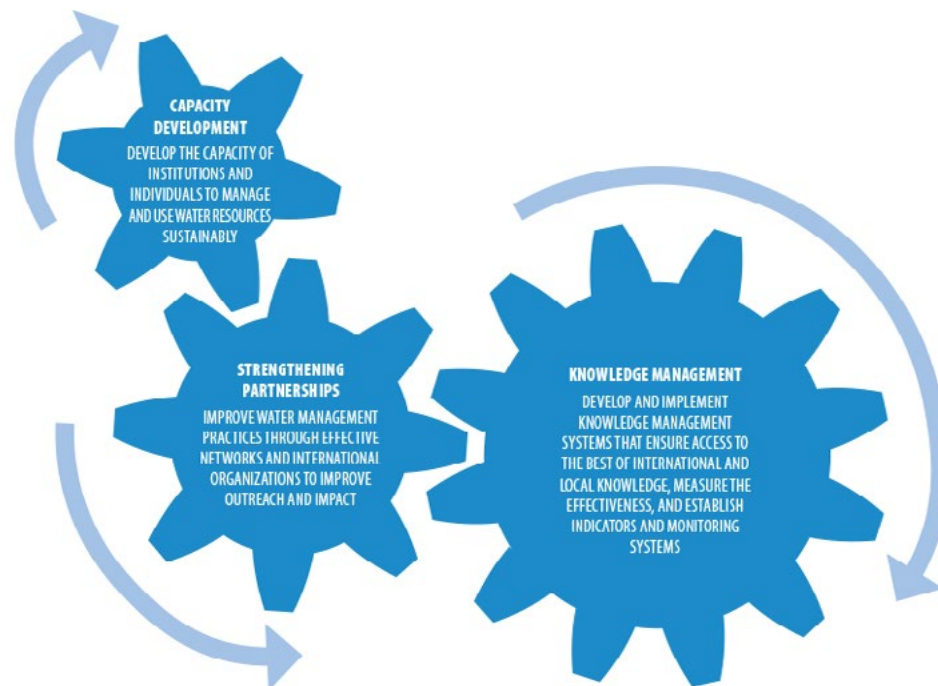 CAPACITY
DEVELOPMENT
DEVELOP THE CAPACITY OF
INSTITUTIONS AND
INDIVIDUALS TO MANAGE
AND USE WATER RESOURCES
SUSTAINABLY
STRENGTHENING
PARTNERSHIPS
IMPROVE WATER MANAGEMENT
PRACTICES THROUGH EFFECTIVE
NETWORKS AND INTERNATIONAL
ORGANIZATIONS TO IMPROVE
OUTREACH AND IMPACT
KNOWLEDGE MANAGEMENT
DEVELOP AND IMPLEMENT
KNOWLEDGE MANAGEMENT
SYSTEMS THAT ENSURE ACCESS TO
THE BEST OF INTERNATIONAL AND
LOCAL KNOWLEDGE, MEASURE THE
EFFECTIVENESS, AND ESTABLISH
INDICATORS AND MONITORING
SYSTEMS